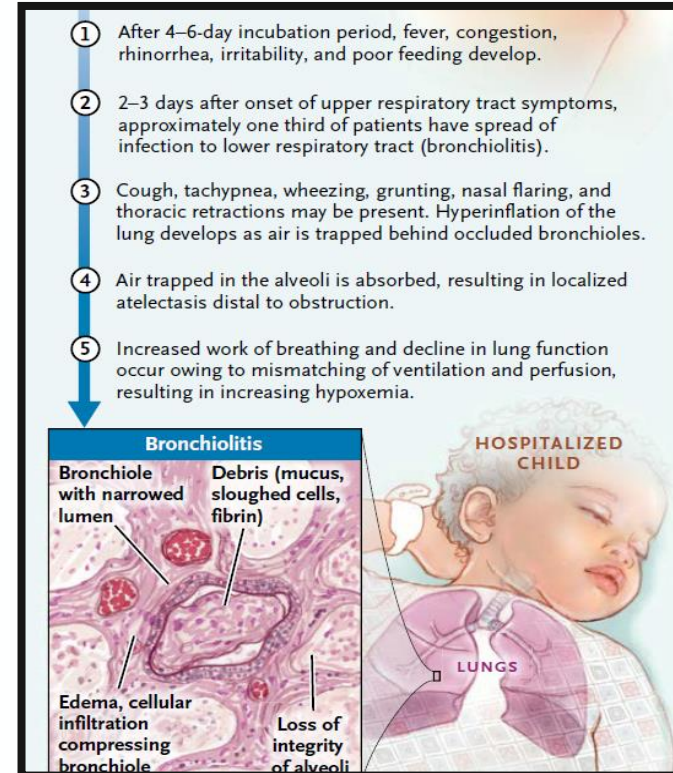 1 After 4–6-day incubation period, fever, congestion,
rhinorrhea, irritability, and poor feeding develop.
2 2–3 days after onset of upper respiratory tract symptoms,
approximately one third of patients have spread of
infection to lower respiratory tract (bronchiolitis).
3 Cough, tachypnea, wheezing, grunting, nasal flaring, and
thoracic retractions may be present. Hyperinflation of the
lung develops as air is trapped behind occluded bronchioles.
4 Air trapped in the alveoli is absorbed, resulting in localized
atelectasis distal to obstruction.
5 Increased work of breathing and decline in lung function
occur owing to mismatching of ventilation and perfusion,
resulting in increasing hypoxemia.
Bronchiolitis
Bronchiole
with narrowed
lumen
Debris (mucus,
sloughed cells,
fibrin)
Edema, cellular
infiltration
compressing
bronchiole
Loss of
integrity
of alveoli
HOSPITALIZED
CHILD
LUNGS